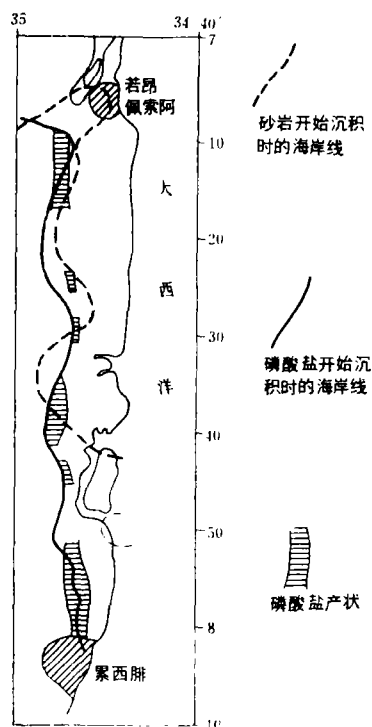 35
34 40′
7
若昂
佩索阿
10
大
20
西
30
洋
40
50
8
累西腓
10
砂岩开始沉积
时的海岸线
磷酸盐开始沉
积时的海岸线
磷酸盐产状